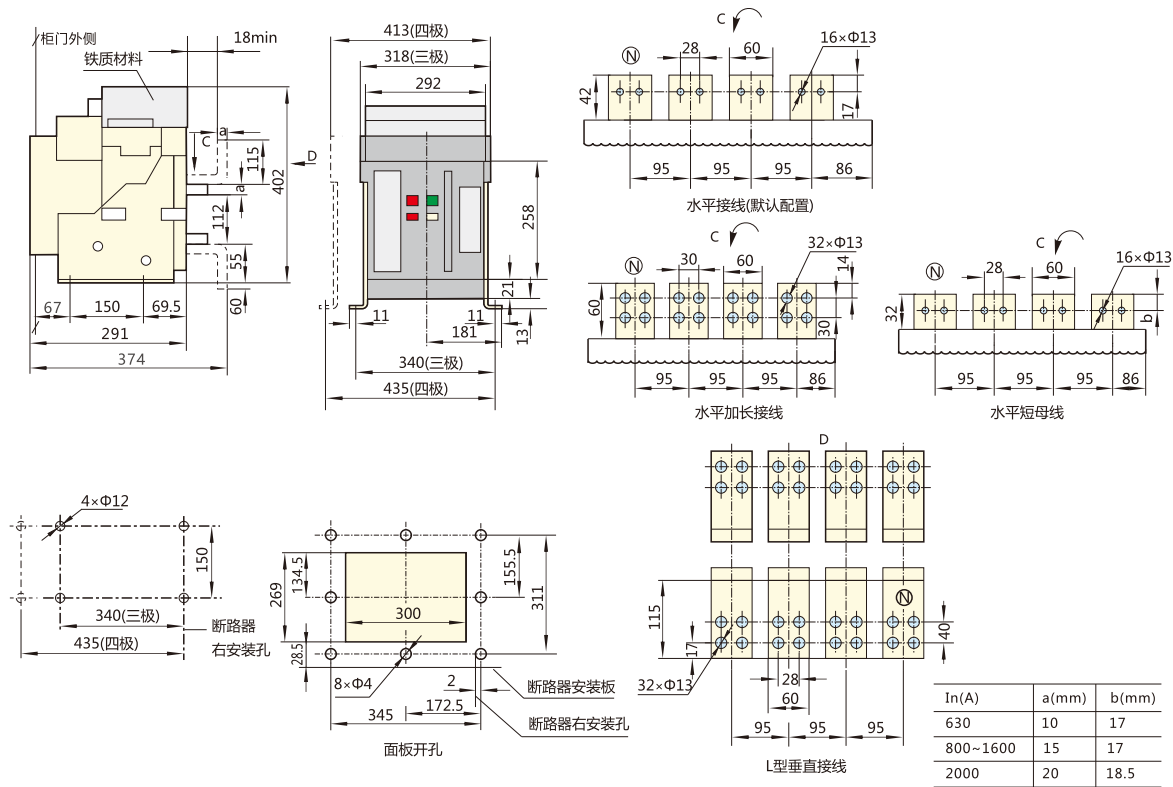 柜门外侧
铁质材料
18min
a
C
115
D
402
a
112
55
60
67
150
69.5
291
374
413(四极)
318(三极)
292
258
21
11
11
181
13
340(三极)
435(四极)
C
N
28
60
16×Φ13
42
17
95
95
95
86
水平接线(默认配置)
C
N
30
60
32×Φ13
14
60
30
95
95
95
86
水平加长接线
C
N
28
60
16×Φ13
32
b
95
95
95
86
水平短母线
4×Φ12
150
340(三极)
435(四极)
断路器
右安装孔
269
134.5
300
155.5
311
28.5
8×Φ4
2
172.5
345
断路器安装板
断路器右安装孔
面板开孔
D
N
115
17
40
32×Φ13
28
60
95
95
95
L型垂直接线
In(A) a(mm) b(mm)
630 10 17
800~1600 15 17
2000 20 18.5